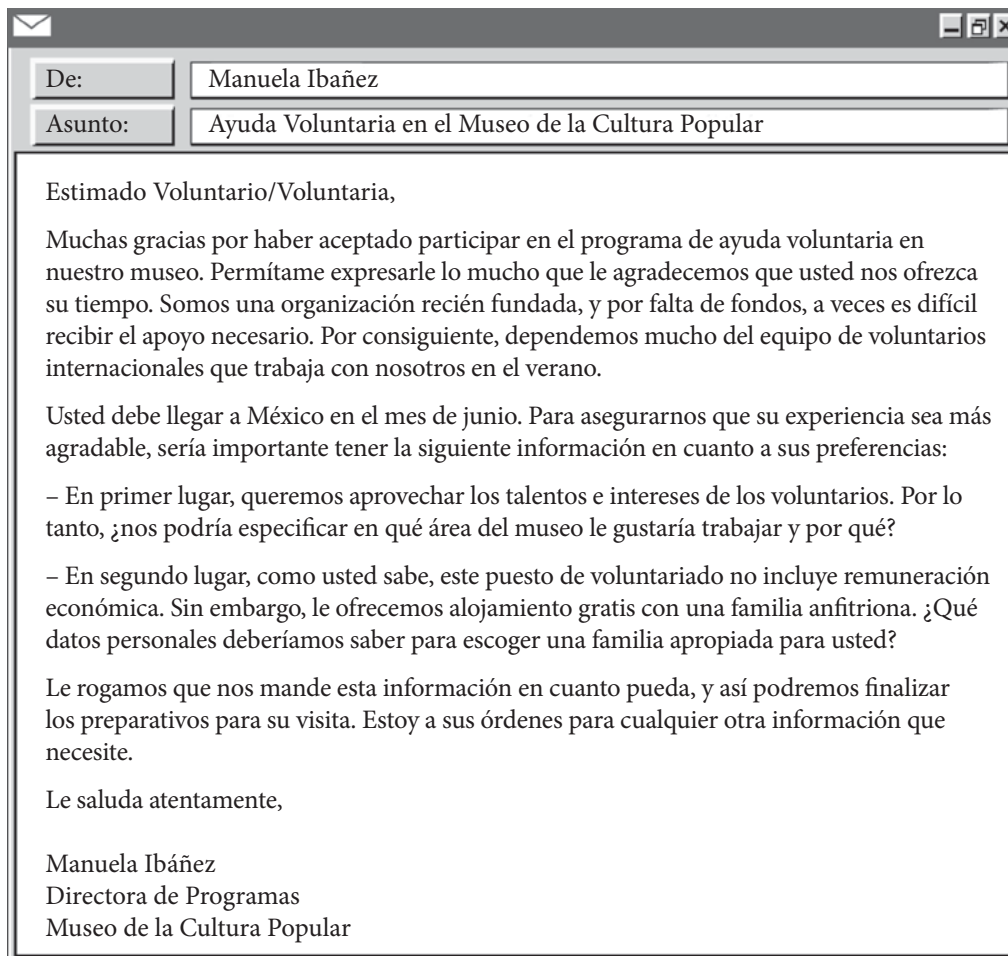 De:
Manuela Ibañez
Asunto:
Ayuda Voluntaria en el Museo de la Cultura Popular
Estimado Voluntario/Voluntaria,
Muchas gracias por haber aceptado participar en el programa de ayuda voluntaria en
nuestro museo. Permítame expresarle lo mucho que le agradecemos que usted nos ofrezca
su tiempo. Somos una organización recién fundada, y por falta de fondos, a veces es difícil
recibir el apoyo necesario. Por consiguiente, dependemos mucho del equipo de voluntarios
internacionales que trabaja con nosotros en el verano.
Usted debe llegar a México en el mes de junio. Para asegurarnos que su experiencia sea más
agradable, sería importante tener la siguiente información en cuanto a sus preferencias:
– En primer lugar, queremos aprovechar los talentos e intereses de los voluntarios. Por lo
tanto, ¿nos podría especificar en qué área del museo le gustaría trabajar y por qué?
– En segundo lugar, como usted sabe, este puesto de voluntariado no incluye remuneración
económica. Sin embargo, le ofrecemos alojamiento gratis con una familia anfitriona. ¿Qué
datos personales deberíamos saber para escoger una familia apropiada para usted?
Le rogamos que nos mande esta información en cuanto pueda, y así podremos finalizar
los preparativos para su visita. Estoy a sus órdenes para cualquier otra información que
necesite.
Le saluda atentamente,
Manuela Ibáñez
Directora de Programas
Museo de la Cultura Popular